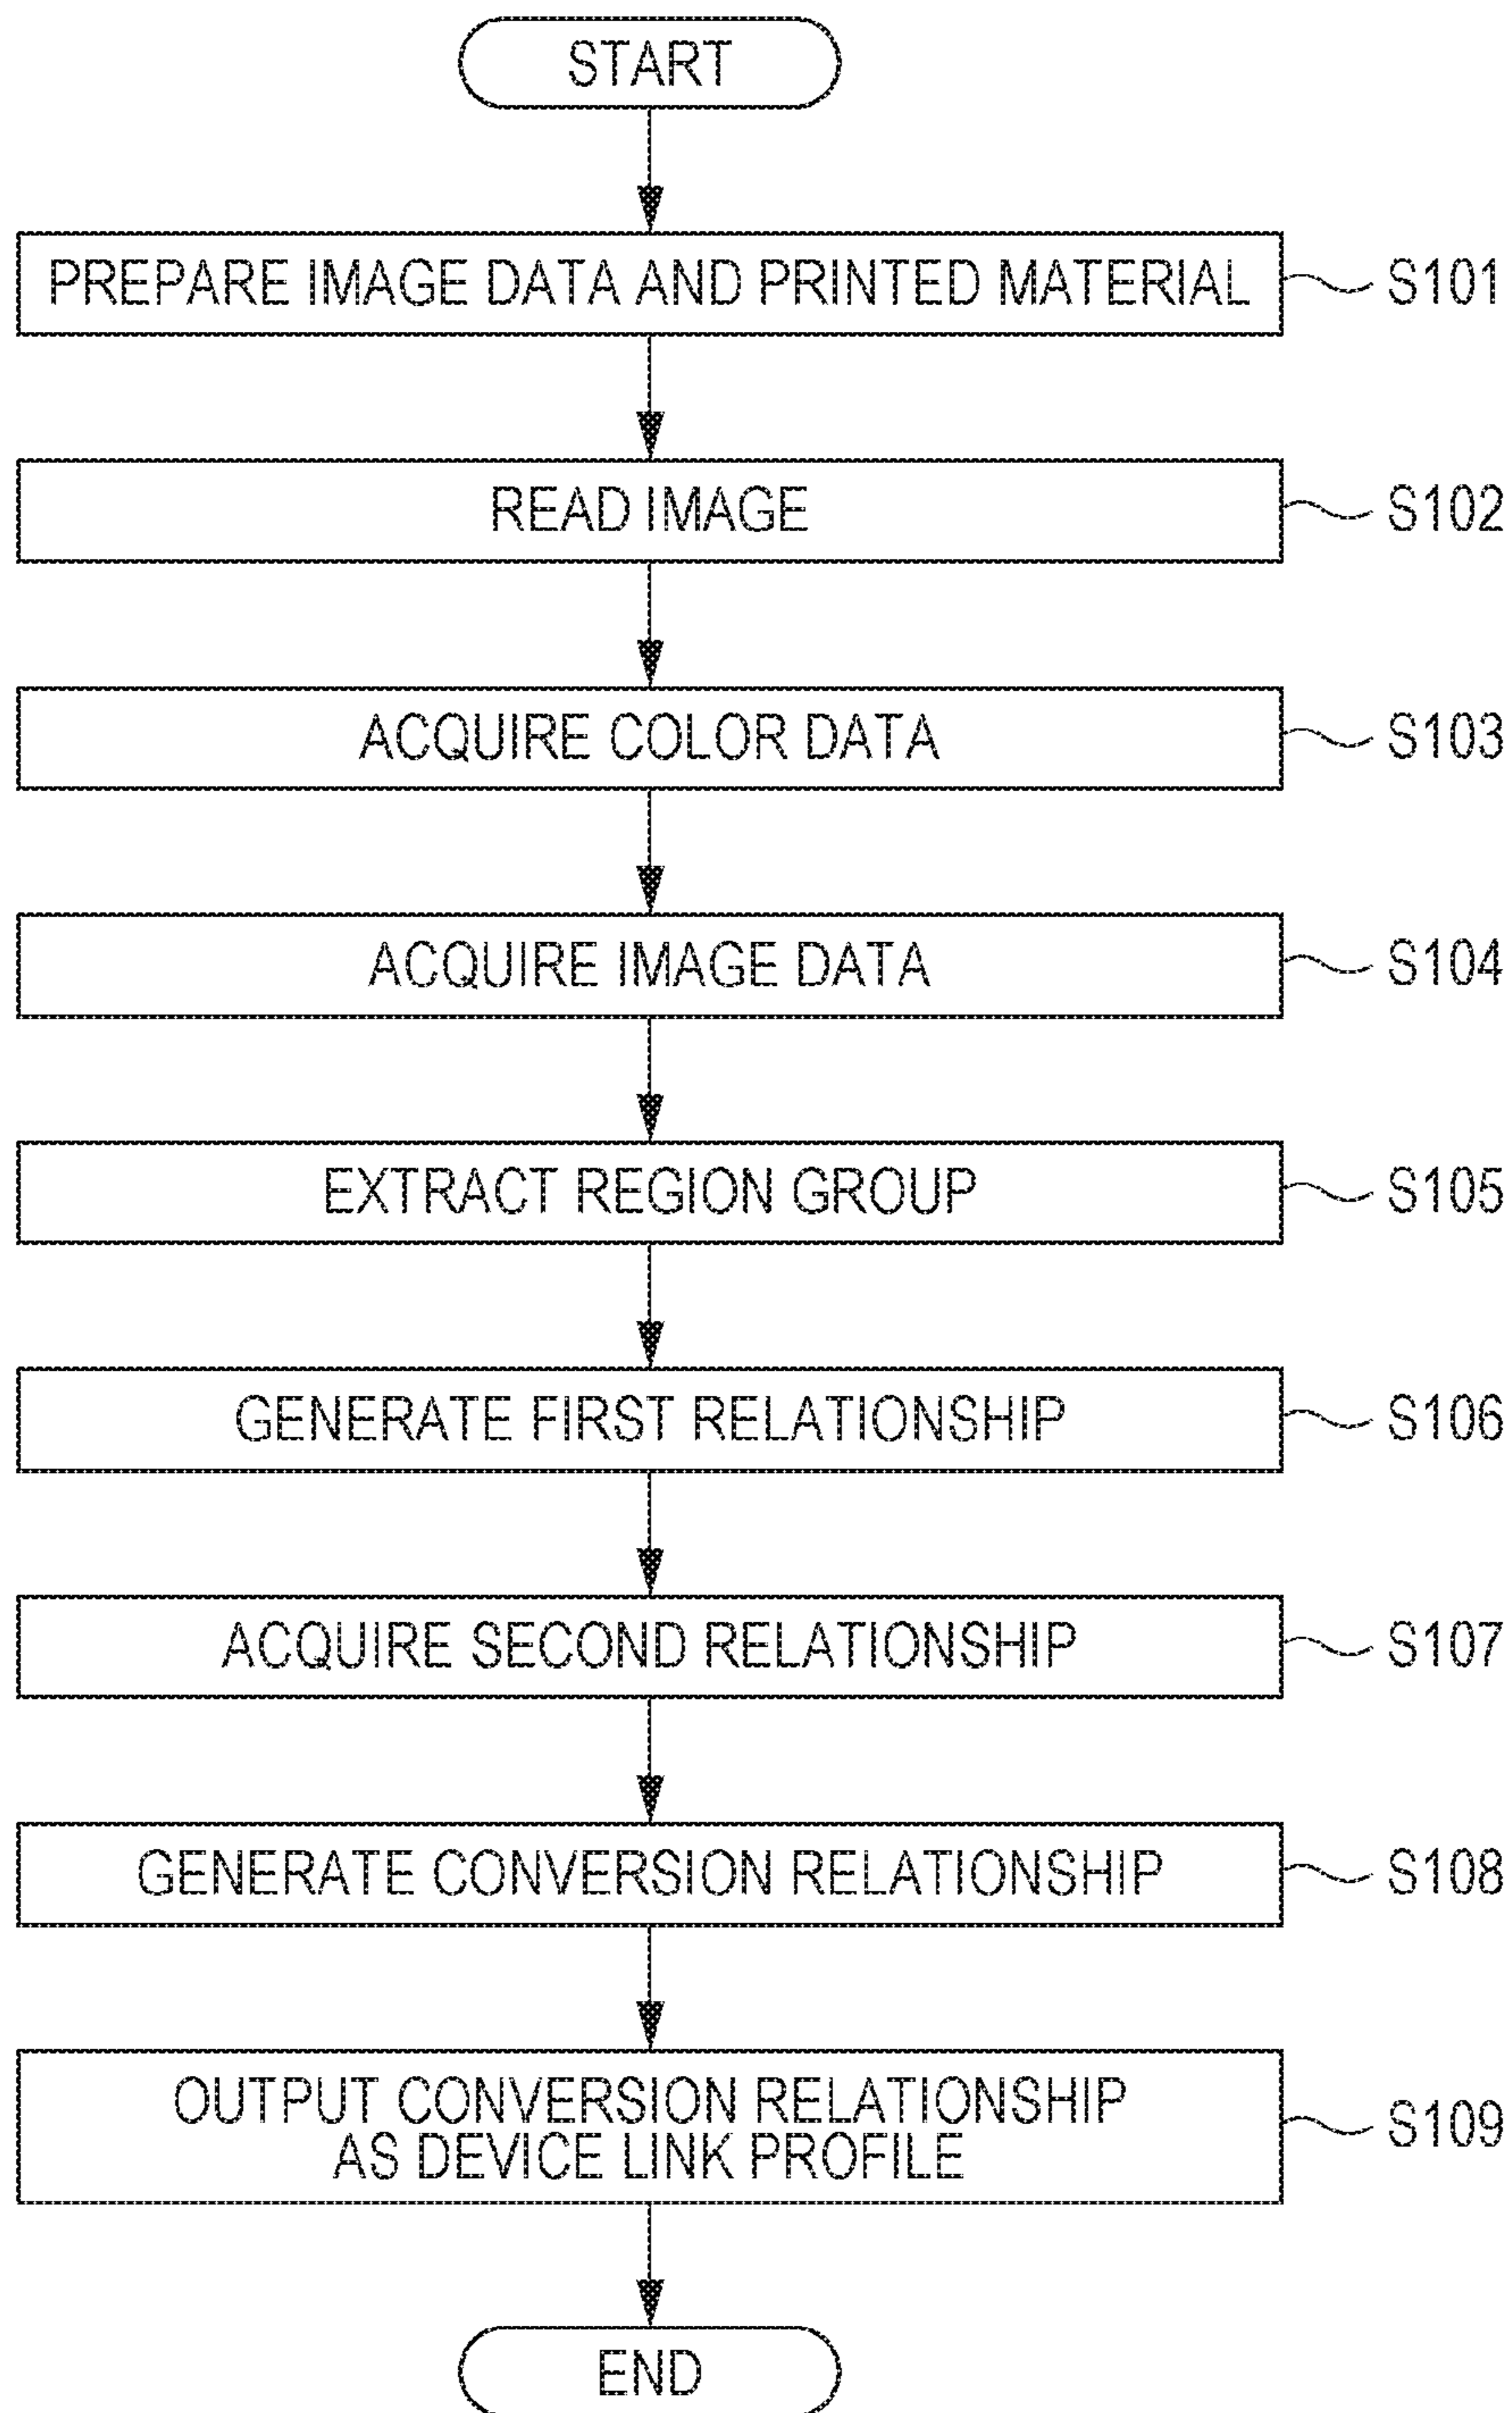 START
PREPARE IMAGE DATA AND PRINTED MATERIAL
S101
READ IMAGE
S102
ACQUIRE COLOR DATA
S103
ACQUIRE IMAGE DATA
S104
EXTRACT REGION GROUP
S105
GENERATE FIRST RELATIONSHIP
S106
ACQUIRE SECOND RELATIONSHIP
S107
GENERATE CONVERSION RELATIONSHIP
S108
OUTPUT CONVERSION RELATIONSHIP
AS DEVICE LINK PROFILE
S109
END